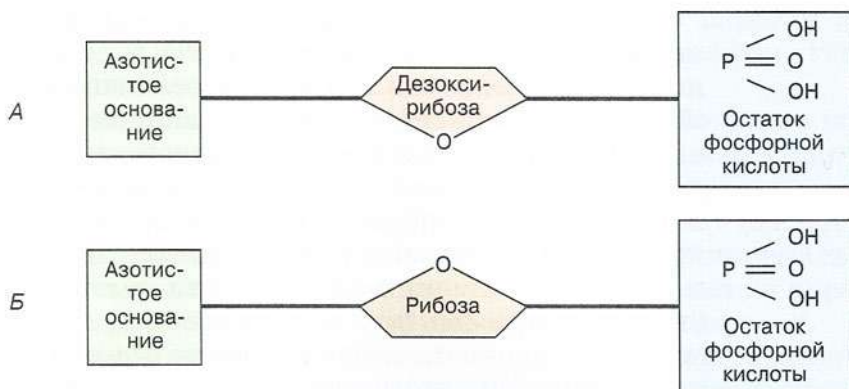 А
Азотис-
тое
основа-
ние
Дезокси-
рибоза
О
P
OH
O
OH
Остаток
фосфорной
кислоты
Б
Азотис-
тое
основа-
ние
О
Рибоза
P
OH
O
OH
Остаток
фосфорной
кислоты